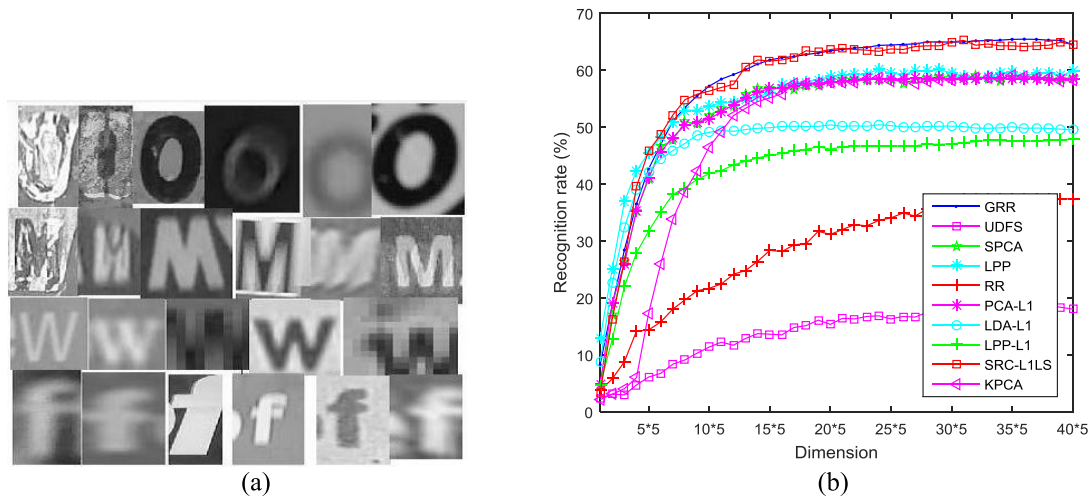 O O O O
M M M M M M
W W W W W
f f f f f f
(a)
Recognition rate (%)
70
60
50
40
30
20
10
0
5*5 10*5 15*5 20*5 25*5 30*5 35*5 40*5
Dimension
GRR
UDFS
SPCA
LPP
RR
PCA-L1
LDA-L1
LPP-L1
SRC-L1LS
KPCA
(b)